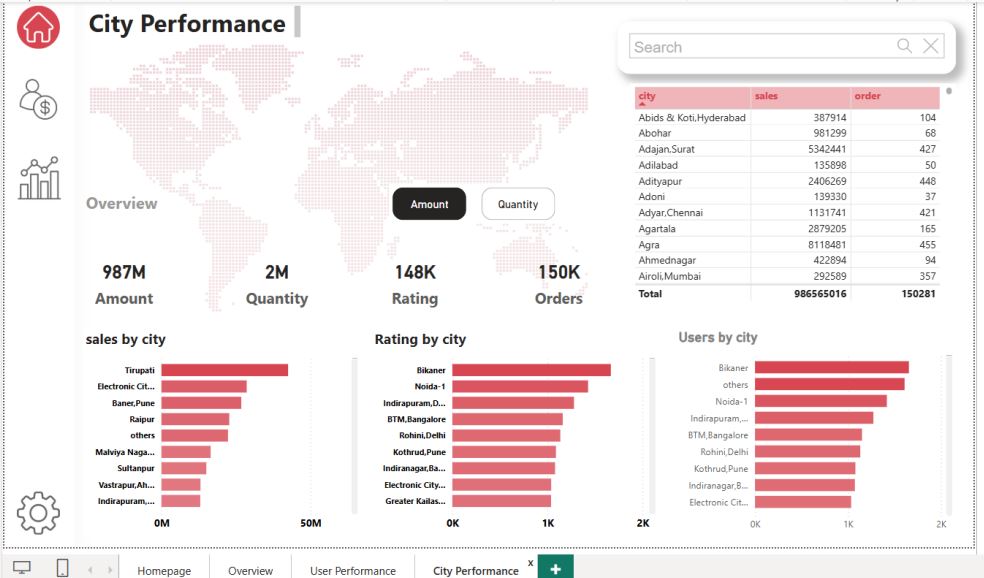 City Performance
Search
city sales order
Abids & Koti,Hyderabad 387914 104
Abohar 981299 68
Adajan,Surat 5342441 427
Adilabad 135898 50
Adityapur 2406269 448
Adoni 139330 37
Adyar,Chennai 1131741 421
Agartala 2879205 165
Agra 8118481 455
Ahmednagar 422894 94
Airoli,Mumbai 292589 357
Total 986565016 150281
Overview
Amount Quantity
987M 2M 148K 150K
Amount Quantity Rating Orders
sales by city
Tirupati
Electronic Cit...
Baner,Pune
Raipur
others
Malviya Naga...
Sultanpur
Vastrapur,Ah...
Indirapuram,...
0M 50M
Rating by city
Bikaner
Noida-1
Indirapuram,D...
BTM,Bangalore
Rohini,Delhi
Kothrud,Pune
Indiranagar,Ba...
Electronic City...
Greater Kailas...
0K 1K 2K
Users by city
Bikaner
others
Noida-1
Indirapuram,...
BTM,Bangalore
Rohini,Delhi
Kothrud,Pune
Indiranagar,B...
Electronic Cit...
0K 1K 2K
Homepage Overview User Performance City Performance x +